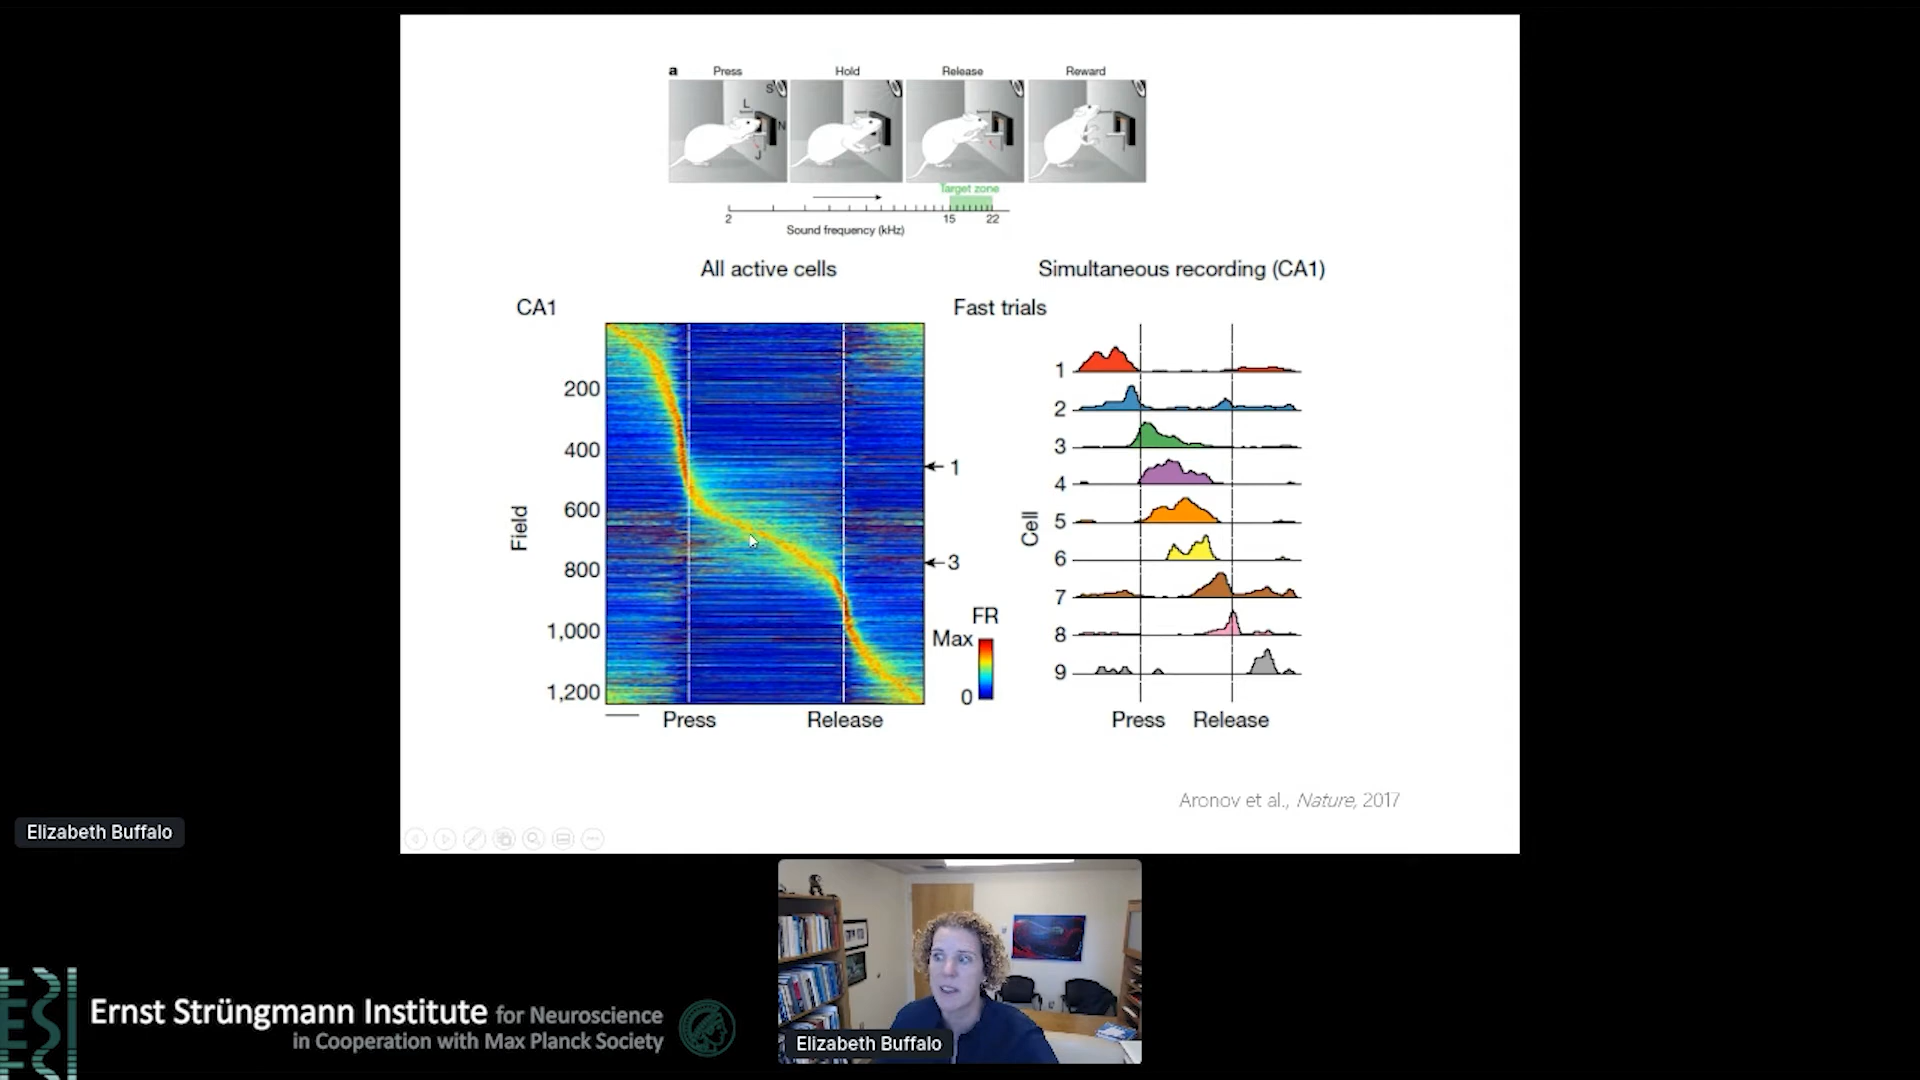 a Press Hold Release Reward
S
L
N
J
Target zone
2 15 22
Sound frequency (kHz)
All active cells
Simultaneous recording (CA1)
CA1
Fast trials
Field
200
400
600
800
1,000
1,200
1
3
FR
Max
0
Press Release
Cell
1
2
3
4
5
6
7
8
9
Press Release
Aronov et al., Nature, 2017
Elizabeth Buffalo
ESI
Ernst Strüngmann Institute for Neuroscience
in Cooperation with Max Planck Society
Elizabeth Buffalo